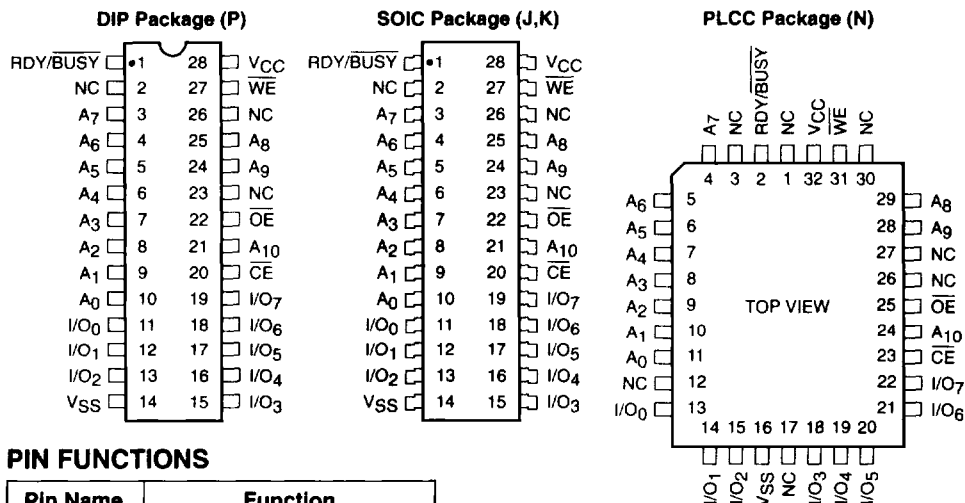 DIP Package (P)
RDY/BUSY 1 28 VCC
NC 2 27 WE
A7 3 26 NC
A6 4 25 A8
A5 5 24 A9
A4 6 23 NC
A3 7 22 OE
A2 8 21 A10
A1 9 20 CE
A0 10 19 I/O7
I/O0 11 18 I/O6
I/O1 12 17 I/O5
I/O2 13 16 I/O4
VSS 14 15 I/O3
SOIC Package (J,K)
RDY/BUSY 1 28 VCC
NC 2 27 WE
A7 3 26 NC
A6 4 25 A8
A5 5 24 A9
A4 6 23 NC
A3 7 22 OE
A2 8 21 A10
A1 9 20 CE
A0 10 19 I/O7
I/O0 11 18 I/O6
I/O1 12 17 I/O5
I/O2 13 16 I/O4
VSS 14 15 I/O3
PLCC Package (N)
A7 NC RDY/BUSY NC VCC WE NC
4 3 2 1 32 31 30
A6 5 29 A8
A5 6 28 A9
A4 7 27 NC
A3 8 26 NC
A2 9 TOP VIEW 25 OE
A1 10 24 A10
A0 11 23 CE
NC 12 22 I/O7
I/O0 13 21 I/O6
14 15 16 17 18 19 20
I/O1 I/O2 VSS NC I/O3 I/O4 I/O5
PIN FUNCTIONS
Pin Name Function